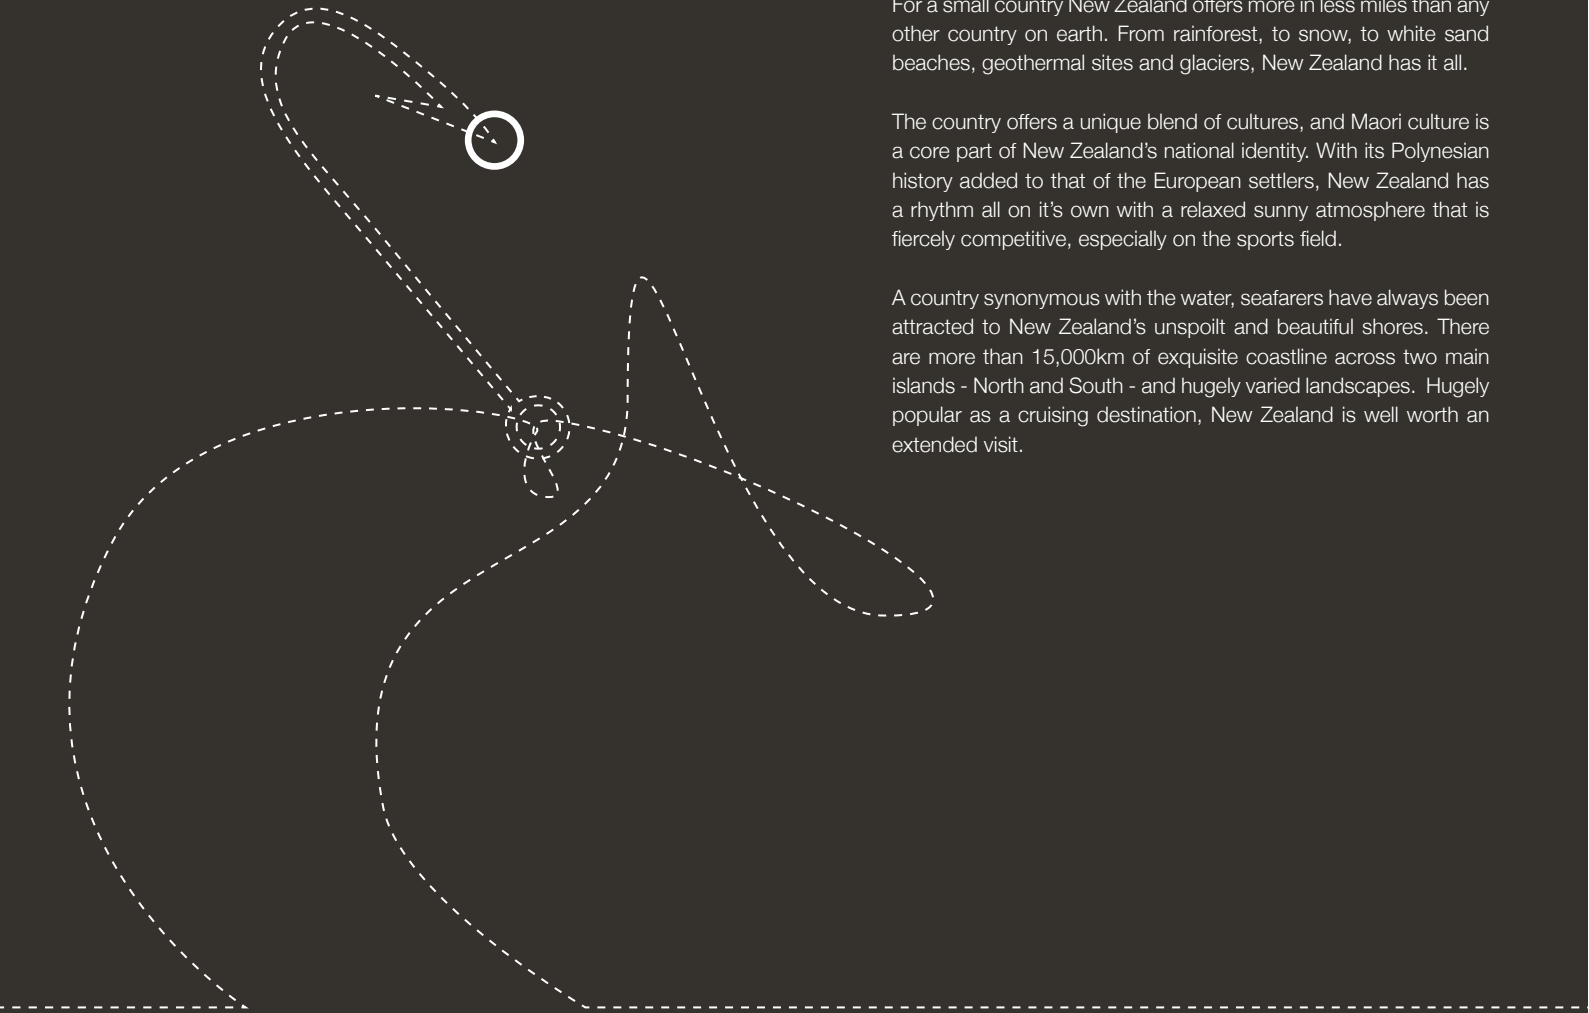 For a small country New Zealand offers more in less miles than any
other country on earth. From rainforest, to snow, to white sand
beaches, geothermal sites and glaciers, New Zealand has it all.
The country offers a unique blend of cultures, and Maori culture is
a core part of New Zealand’s national identity. With its Polynesian
history added to that of the European settlers, New Zealand has
a rhythm all on it’s own with a relaxed sunny atmosphere that is
fiercely competitive, especially on the sports field.
A country synonymous with the water, seafarers have always been
attracted to New Zealand’s unspoilt and beautiful shores. There
are more than 15,000km of exquisite coastline across two main
islands - North and South - and hugely varied landscapes. Hugely
popular as a cruising destination, New Zealand is well worth an
extended visit.